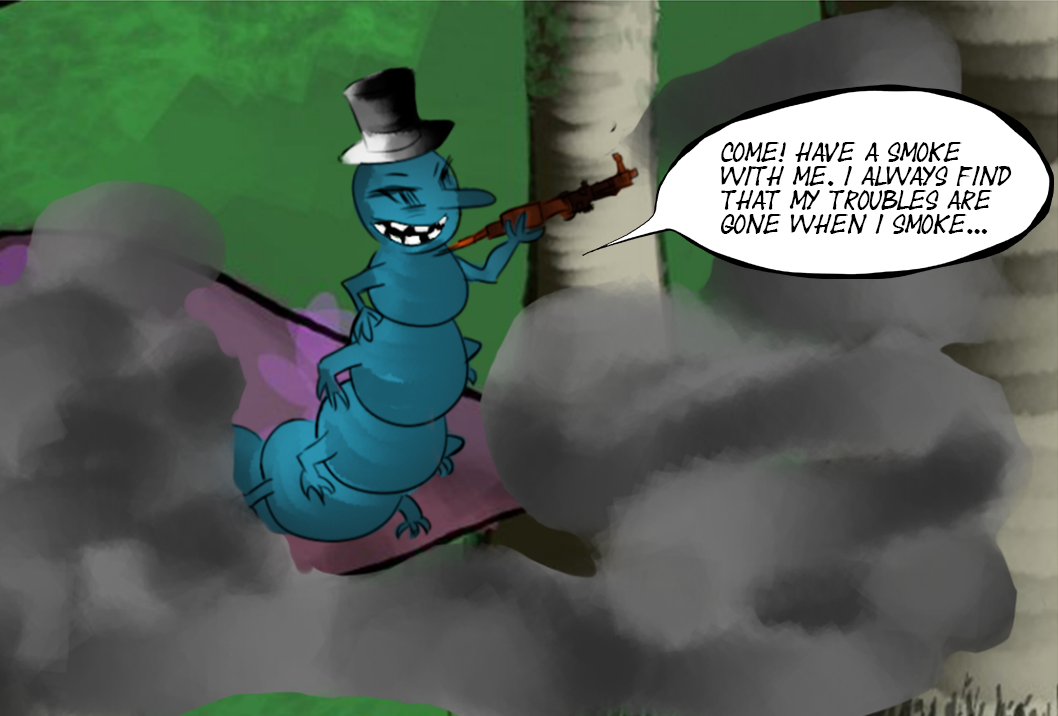 COME! HAVE A SMOKE
WITH ME. I ALWAYS FIND
THAT MY TROUBLES ARE
GONE WHEN I SMOKE...